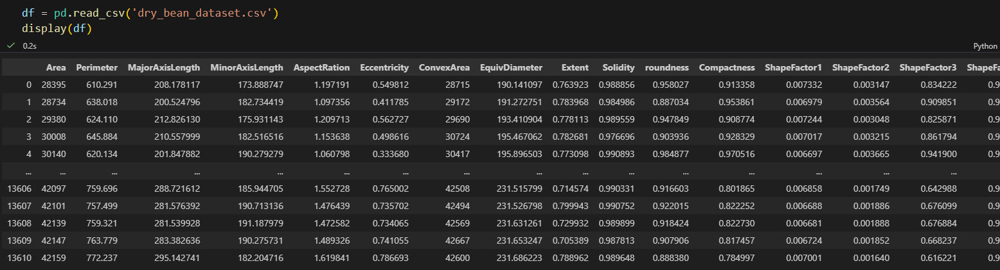 df = pd.read_csv('dry_bean_dataset.csv')
display(df)
0.2s Python
Area Perimeter MajorAxisLength MinorAxisLength AspectRation Eccentricity ConvexArea EquivDiameter Extent Solidity roundness Compactness ShapeFactor1 ShapeFactor2 ShapeFactor3 ShapeFa
0 28395 610.291 208.178117 173.888747 1.197191 0.549812 28715 190.141097 0.763923 0.988856 0.958027 0.913358 0.007332 0.003147 0.834222 0.9
1 28734 638.018 200.524796 182.734419 1.097356 0.411785 29172 191.272751 0.783968 0.984986 0.887034 0.953861 0.006979 0.003564 0.909851 0.9
2 29380 624.110 212.826130 175.931143 1.209713 0.562727 29690 193.410904 0.778113 0.989559 0.947849 0.908774 0.007244 0.003048 0.825871 0.9
3 30008 645.884 210.557999 182.516516 1.153638 0.498616 30724 195.467062 0.782681 0.976696 0.903936 0.928329 0.007017 0.003215 0.861794 0.9
4 30140 620.134 201.847882 190.279279 1.060798 0.333680 30417 195.896503 0.773098 0.990893 0.984877 0.970516 0.006697 0.003665 0.941900 0.9
... ... ... ... ... ... ... ... ... ... ... ... ... ... ... ...
13606 42097 759.696 288.721612 185.944705 1.552728 0.765002 42508 231.515799 0.714574 0.990331 0.916603 0.801865 0.006858 0.001749 0.642988 0.9
13607 42101 757.499 281.576392 190.713136 1.476439 0.735702 42494 231.526798 0.799943 0.990752 0.922015 0.822252 0.006688 0.001886 0.676099 0.9
13608 42139 759.321 281.539928 191.187979 1.472582 0.734065 42569 231.631261 0.729932 0.989899 0.918424 0.822730 0.006681 0.001888 0.676884 0.9
13609 42147 763.779 283.382636 190.275731 1.489326 0.741055 42667 231.653247 0.705389 0.987813 0.907906 0.817457 0.006724 0.001852 0.668237 0.9
13610 42159 772.237 295.142741 182.204716 1.619841 0.786693 42600 231.686223 0.788962 0.989648 0.888380 0.784997 0.007001 0.001640 0.616221 0.9